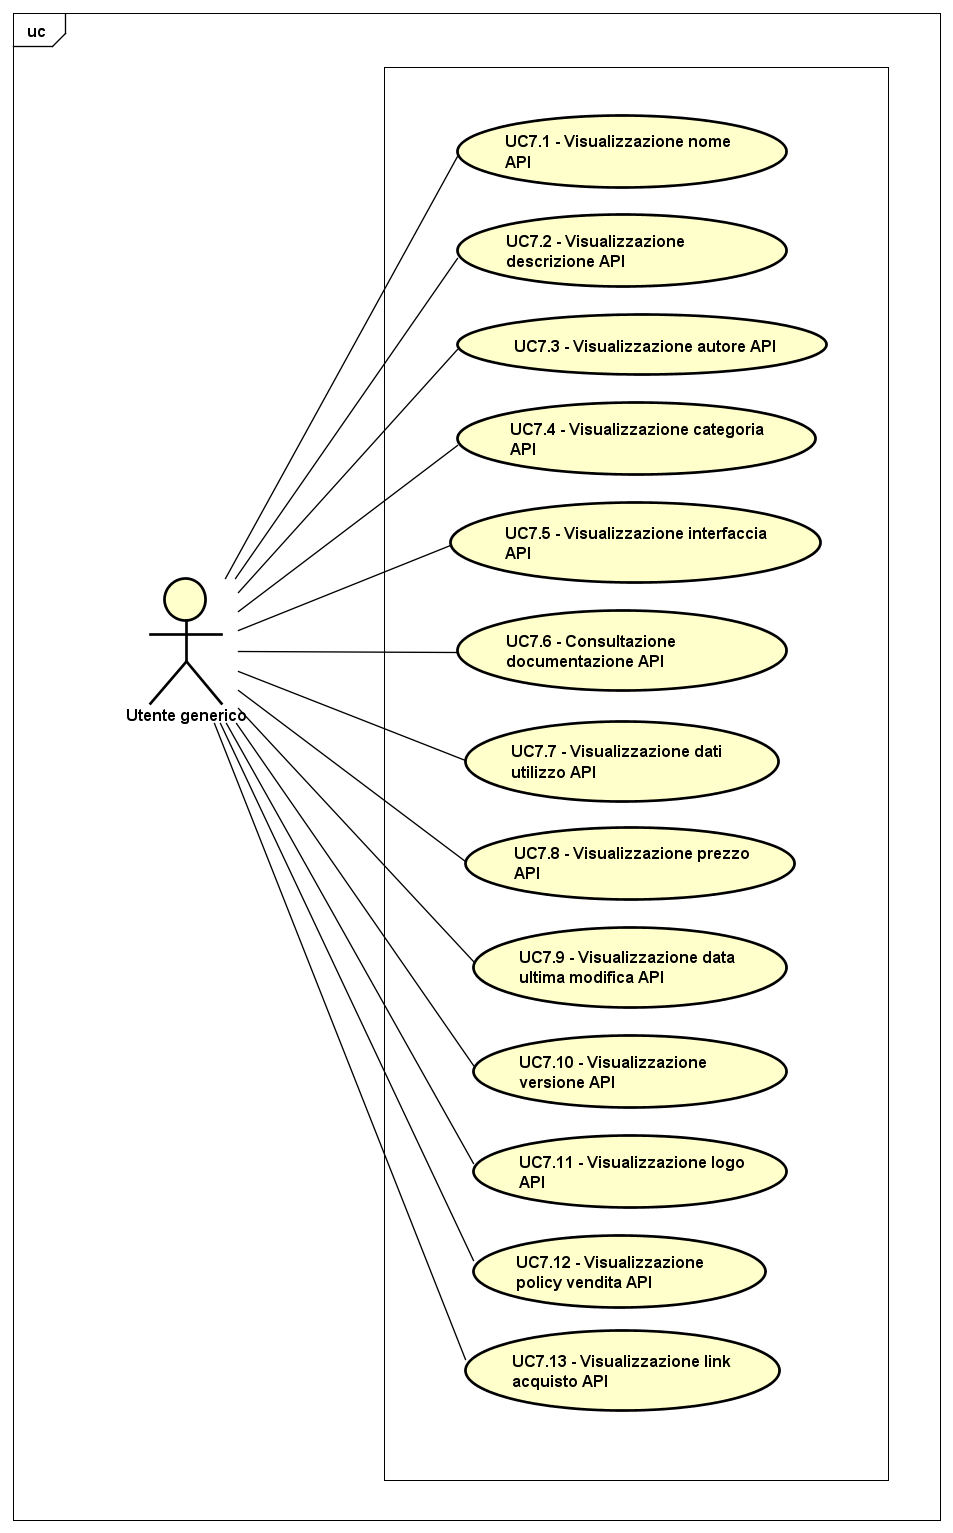 uc
UC7.1 - Visualizzazione nome
API
UC7.2 - Visualizzazione
descrizione API
UC7.3 - Visualizzazione autore API
UC7.4 - Visualizzazione categoria
API
UC7.5 - Visualizzazione interfaccia
API
UC7.6 - Consultazione
documentazione API
Utente generico
UC7.7 - Visualizzazione dati
utilizzo API
UC7.8 - Visualizzazione prezzo
API
UC7.9 - Visualizzazione data
ultima modifica API
UC7.10 - Visualizzazione
versione API
UC7.11 - Visualizzazione logo
API
UC7.12 - Visualizzazione
policy vendita API
UC7.13 - Visualizzazione link
acquisto API